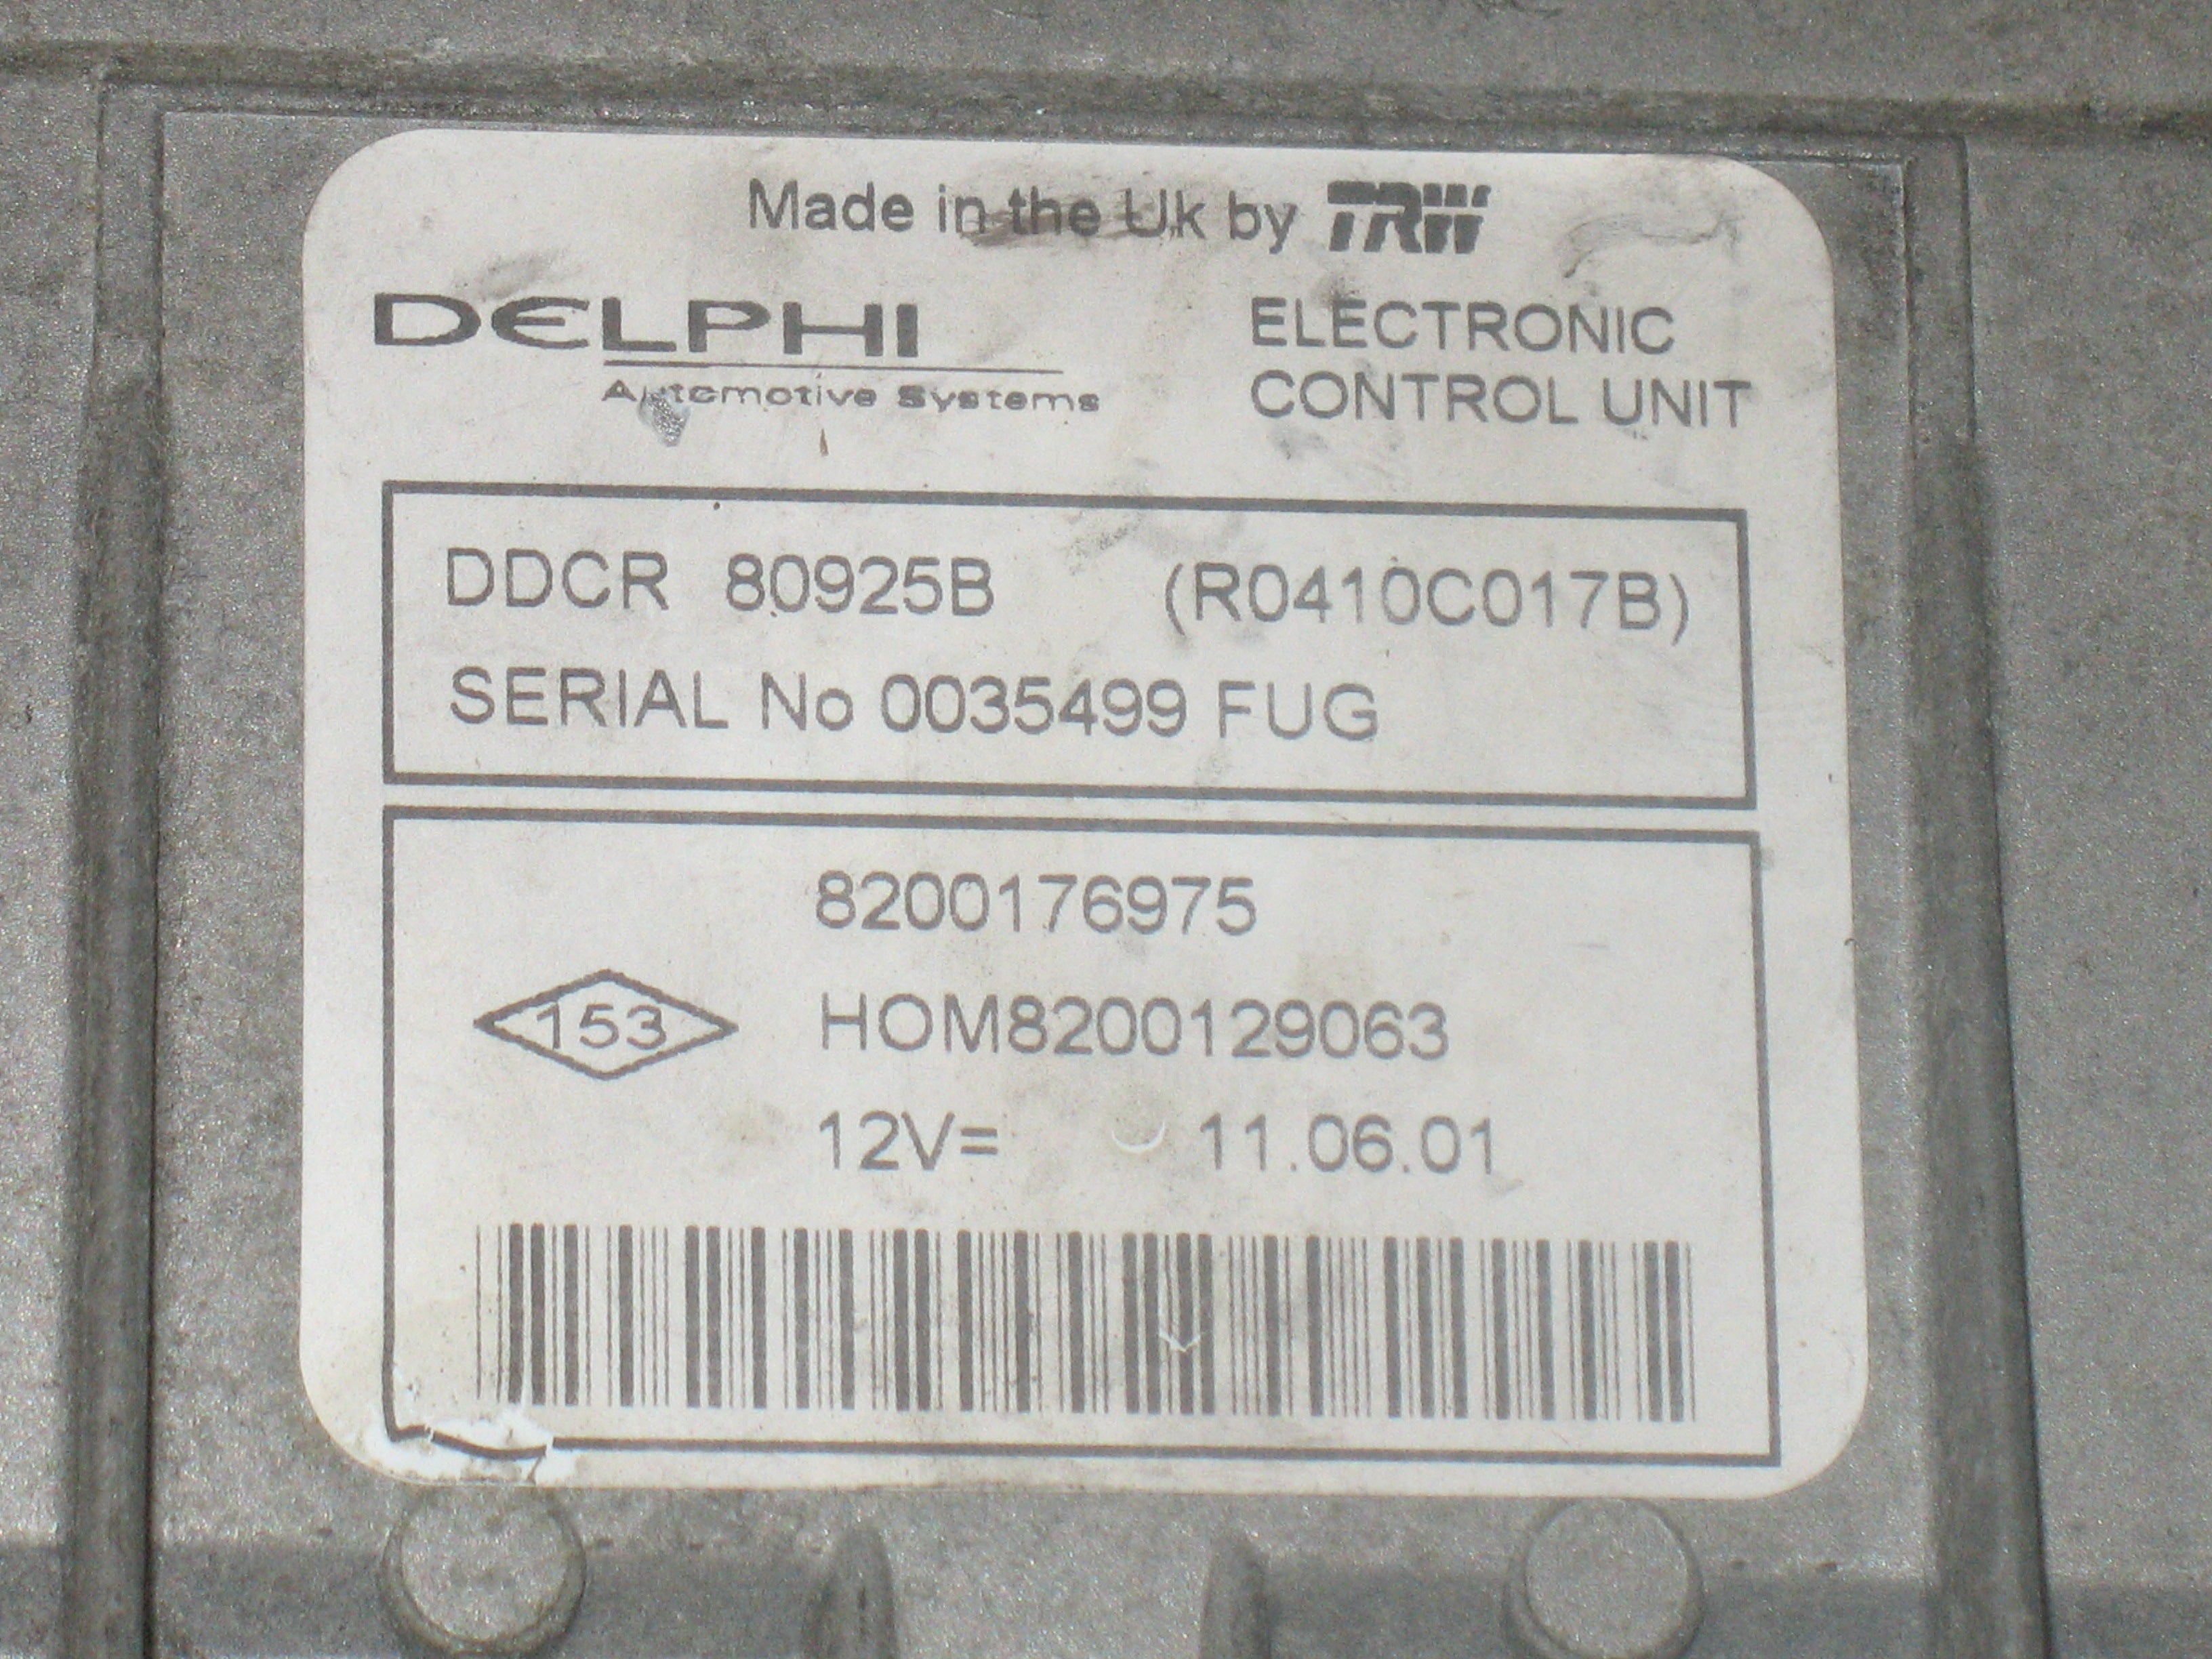 Made in the Uk by TRW
DELPHI
Automotive Systems
ELECTRONIC
CONTROL UNIT
DDCR 80925B (R0410C017B)
SERIAL No 0035499 FUG
8200176975
153 HOM8200129063
12V= 11.06.01